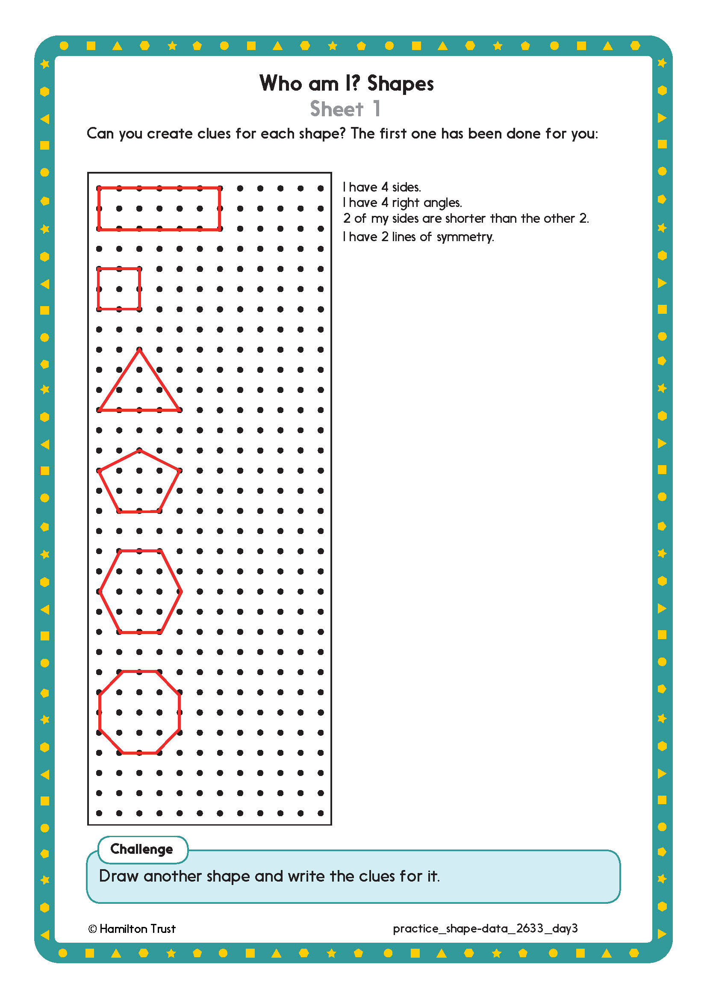 Who am I? Shapes
Sheet 1
Can you create clues for each shape? The first one has been done for you:
I have 4 sides.
I have 4 right angles.
2 of my sides are shorter than the other 2.
I have 2 lines of symmetry.
Challenge
Draw another shape and write the clues for it.
© Hamilton Trust
practice_shape-data_2633_day3